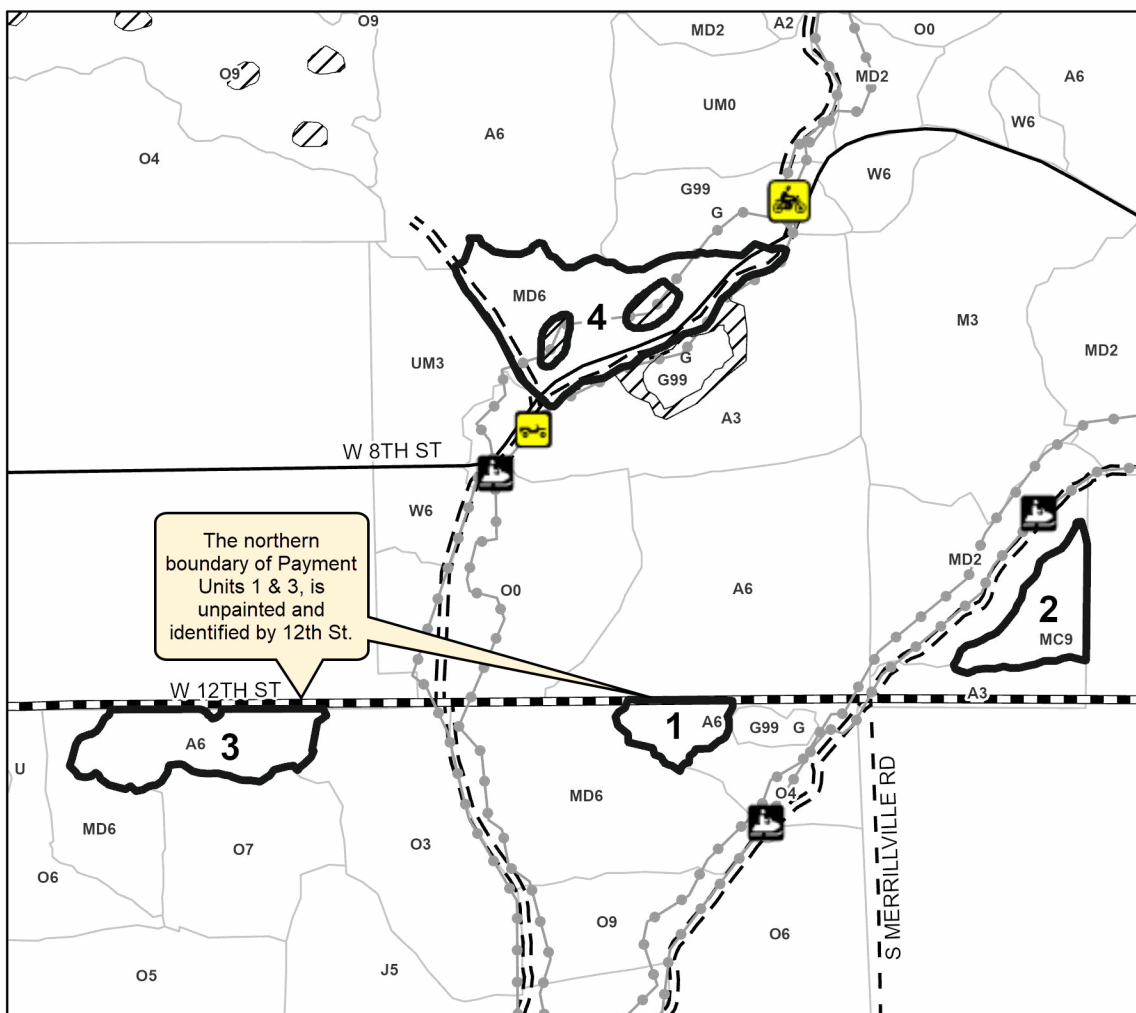 O9
MD2
A2
O0
O9
MD2
A6
UM0
W6
A6
O4
W6
G99
G
MD6
4
M3
UM3
MD2
G
G99
A3
W 8TH ST
W6
The northern
boundary of Payment
Units 1 & 3, is
unpainted and
identified by 12th St.
O0
A6
MD2
2
MC9
W 12TH ST
A3
A6
3
1
A6
G99
G
U
MD6
O4
S MERRILLVILLE RD
MD6
O7
O3
O6
O9
O6
O5
J5